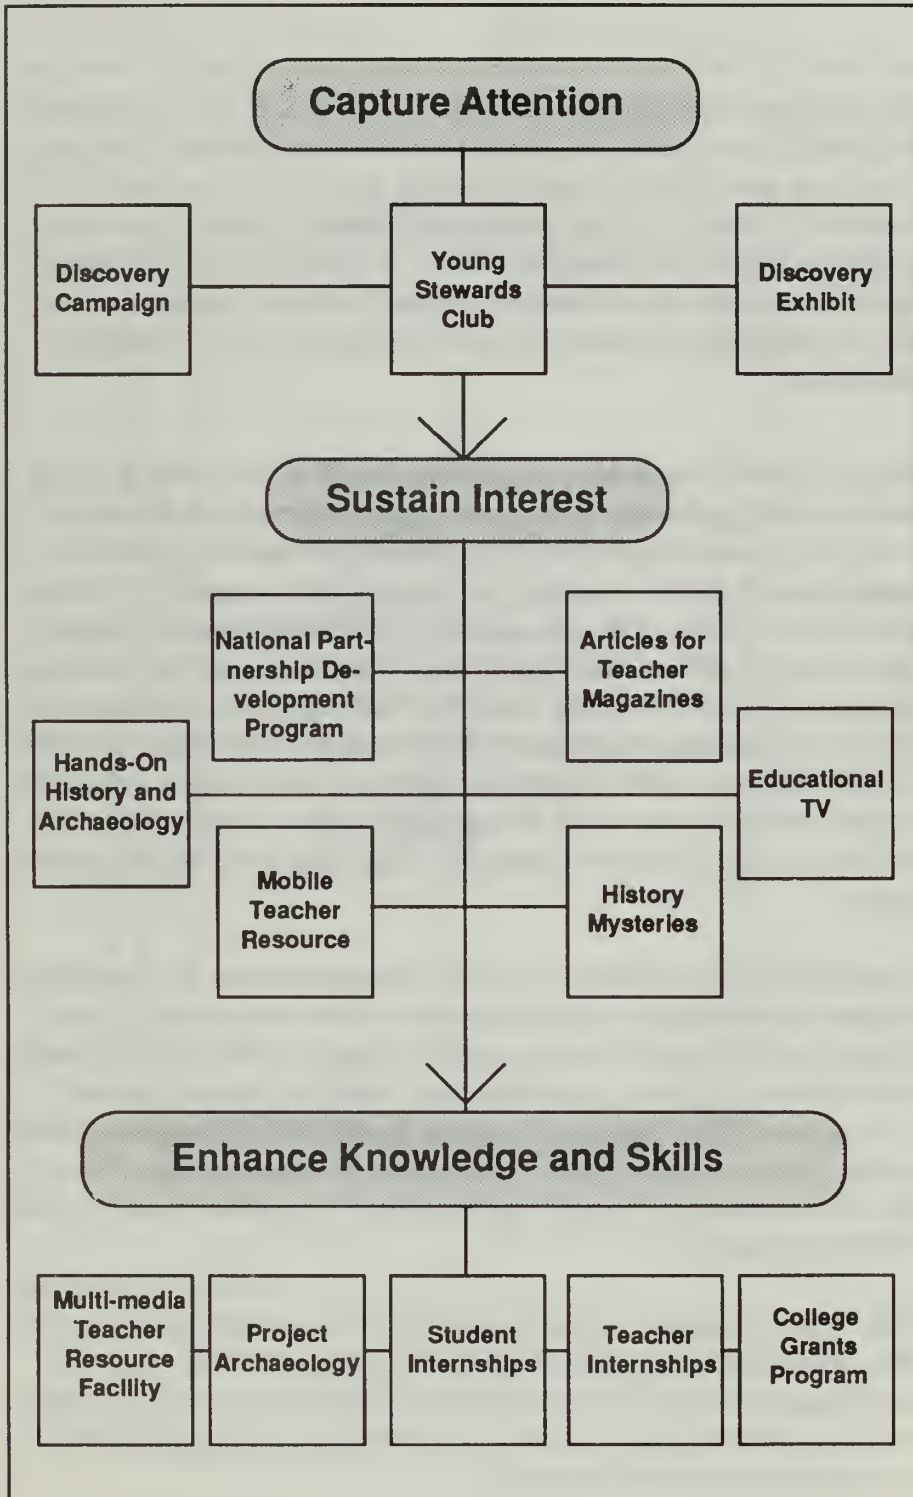 Capture Attention
Discovery
Campaign
Young
Stewards
Club
Discovery
Exhibit
Sustain Interest
National Part-
nership De-
velopment
Program
Articles for
Teacher
Magazines
Hands-On
History and
Archaeology
Educational
TV
Mobile
Teacher
Resource
History
Mysteries
Enhance Knowledge and Skills
Multi-media
Teacher
Resource
Facility
Project
Archaeology
Student
Internships
Teacher
Internships
College
Grants
Program